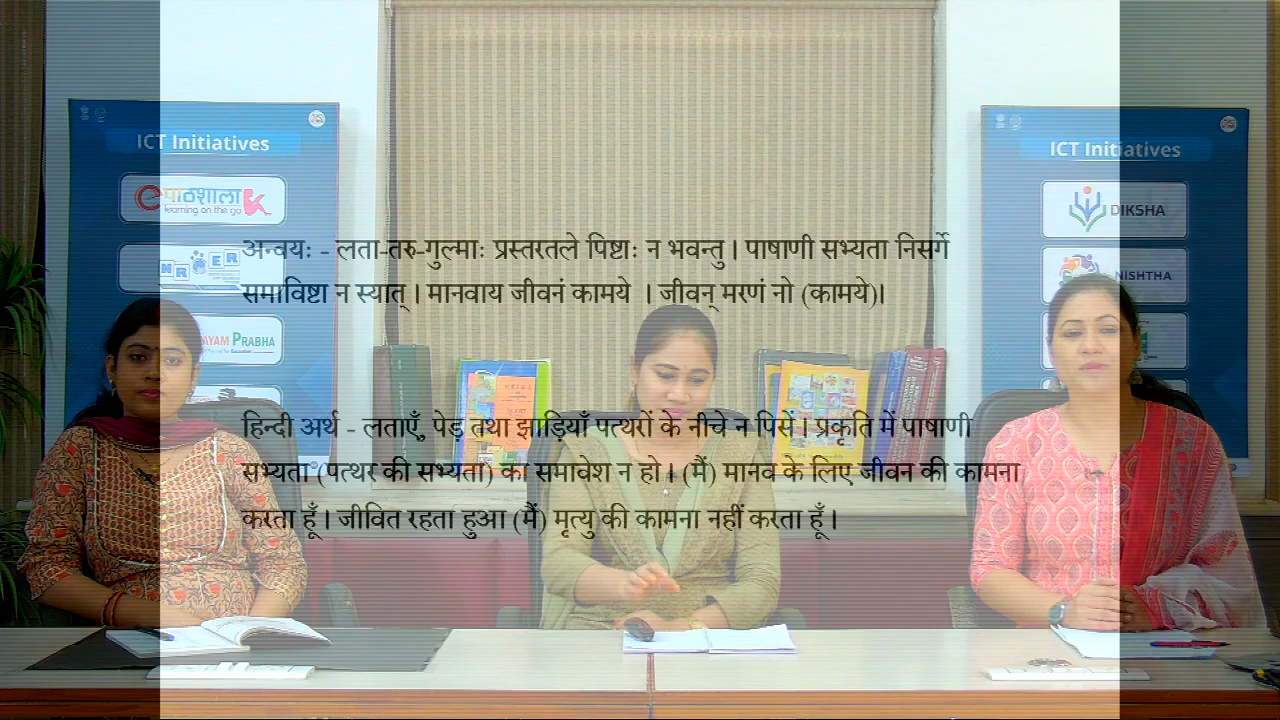 ICT Initiatives
ICT Initiatives
पाठशाला
learning on the go
DIKSHA
NISHTHA
AYAM PRABHA
अन्वयः - लता-तरु-गुल्माः प्रस्तरतले पिष्टाः न भवन्तु । पाषाणी सभ्यता निसर्गे
समाविष्टा न स्यात् । मानवाय जीवनं कामये । जीवन् मरणं नो (कामये)।
हिन्दी अर्थ - लताएँ, पेड़ तथा झाड़ियाँ पत्थरों के नीचे न पिसें । प्रकृति में पाषाणी
सभ्यता (पत्थर की सभ्यता) का समावेश न हो । (मैं) मानव के लिए जीवन की कामना
करता हूँ । जीवित रहता हुआ (मैं) मृत्यु की कामना नहीं करता हूँ ।